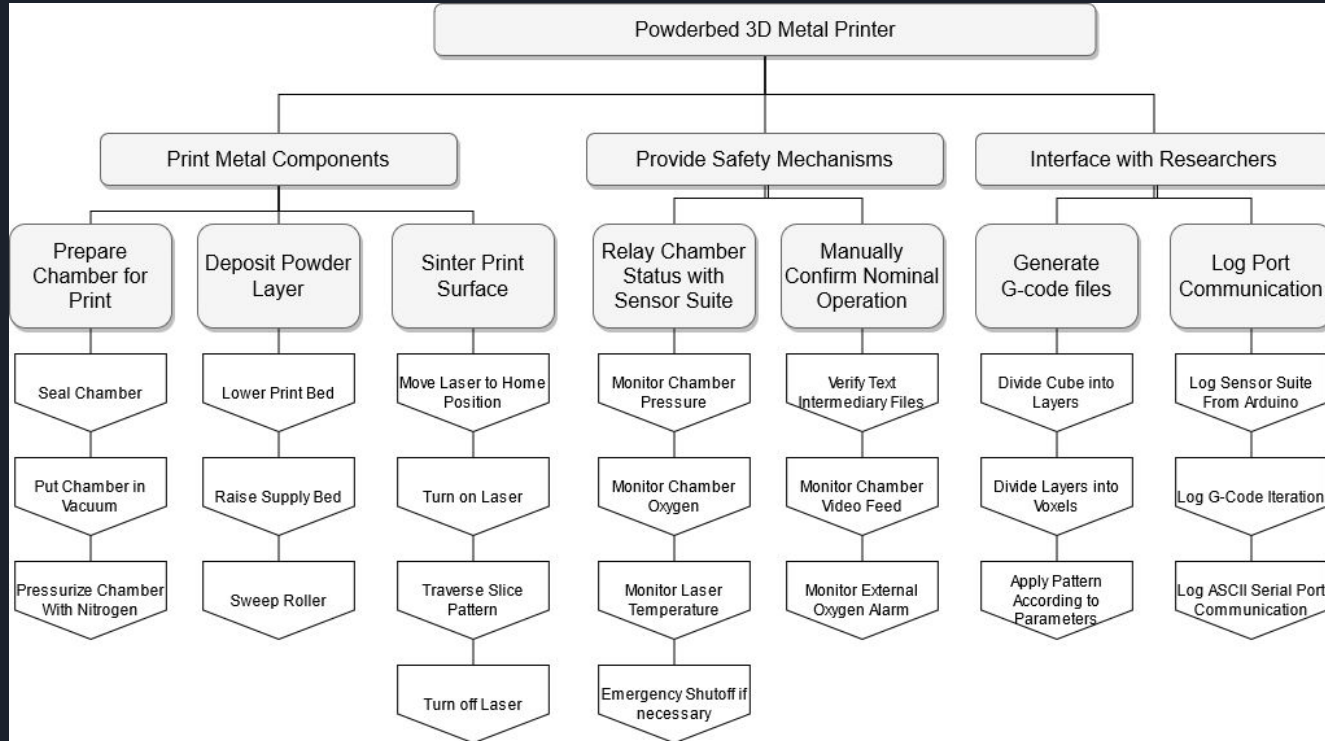 Powderbed 3D Metal Printer
Print Metal Components
Provide Safety Mechanisms
Interface with Researchers
Prepare
Chamber for
Print
Deposit Powder
Layer
Sinter Print
Surface
Relay Chamber
Status with
Sensor Suite
Manually
Confirm Nominal
Operation
Generate
G-code files
Log Port
Communication
Seal Chamber
Lower Print Bed
Move Laser to Home
Position
Monitor Chamber
Pressure
Verify Text
Intermediary Files
Divide Cube into
Layers
Log Sensor Suite
From Arduino
Put Chamber in
Vacuum
Raise Supply Bed
Turn on Laser
Monitor Chamber
Oxygen
Monitor Chamber
Video Feed
Divide Layers into
Voxels
Log G-Code Iteration
Pressurize Chamber
With Nitrogen
Sweep Roller
Traverse Slice
Pattern
Monitor Laser
Temperature
Monitor External
Oxygen Alarm
Apply Pattern
According to
Parameters
Log ASCII Serial Port
Communication
Turn off Laser
Emergency Shutoff if
necessary